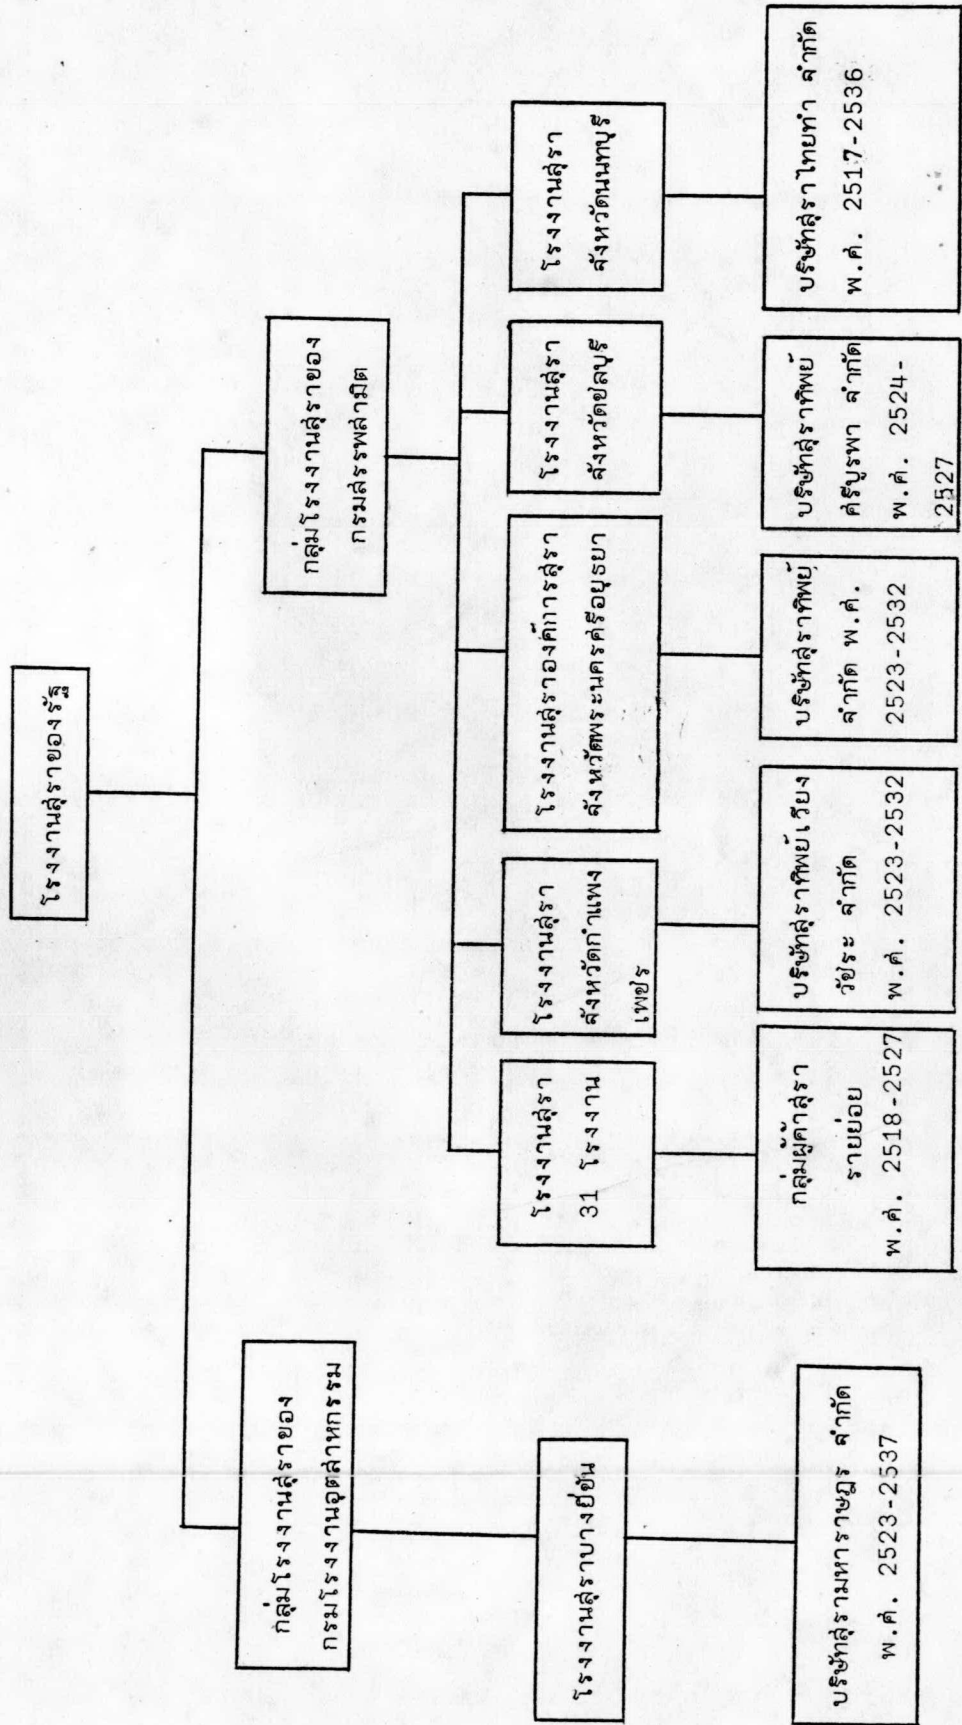 โรงงานสุราของรัฐ
กลุ่มโรงงานสุราของ
กรมโรงงานอุตสาหกรรม
กลุ่มโรงงานสุราของ
กรมสรรพสามิต
โรงงานสุราบางยี่ขัน
โรงงานสุรา
31 โรงงาน
โรงงานสุรา
จังหวัดกำแพง
เพชร
โรงงานสุราองค์การสุรา
จังหวัดพระนครศรีอยุธยา
โรงงานสุรา
จังหวัดชลบุรี
โรงงานสุรา
จังหวัดนนทบุรี
บริษัทสุรามหาราษฎร จำกัด
พ.ศ. 2523-2537
กลุ่มผู้ค้าสุรา
รายย่อย
พ.ศ. 2518-2527
บริษัทสุราทิพย์เวียง
วัชระ จำกัด
พ.ศ. 2523-2532
บริษัทสุราทิพย์
จำกัด พ.ศ.
2523-2532
บริษัทสุราทิพย์
ศรีบูรพา จำกัด
พ.ศ. 2524-
2527
บริษัทสุราไทยทำ จำกัด
พ.ศ. 2517-2536